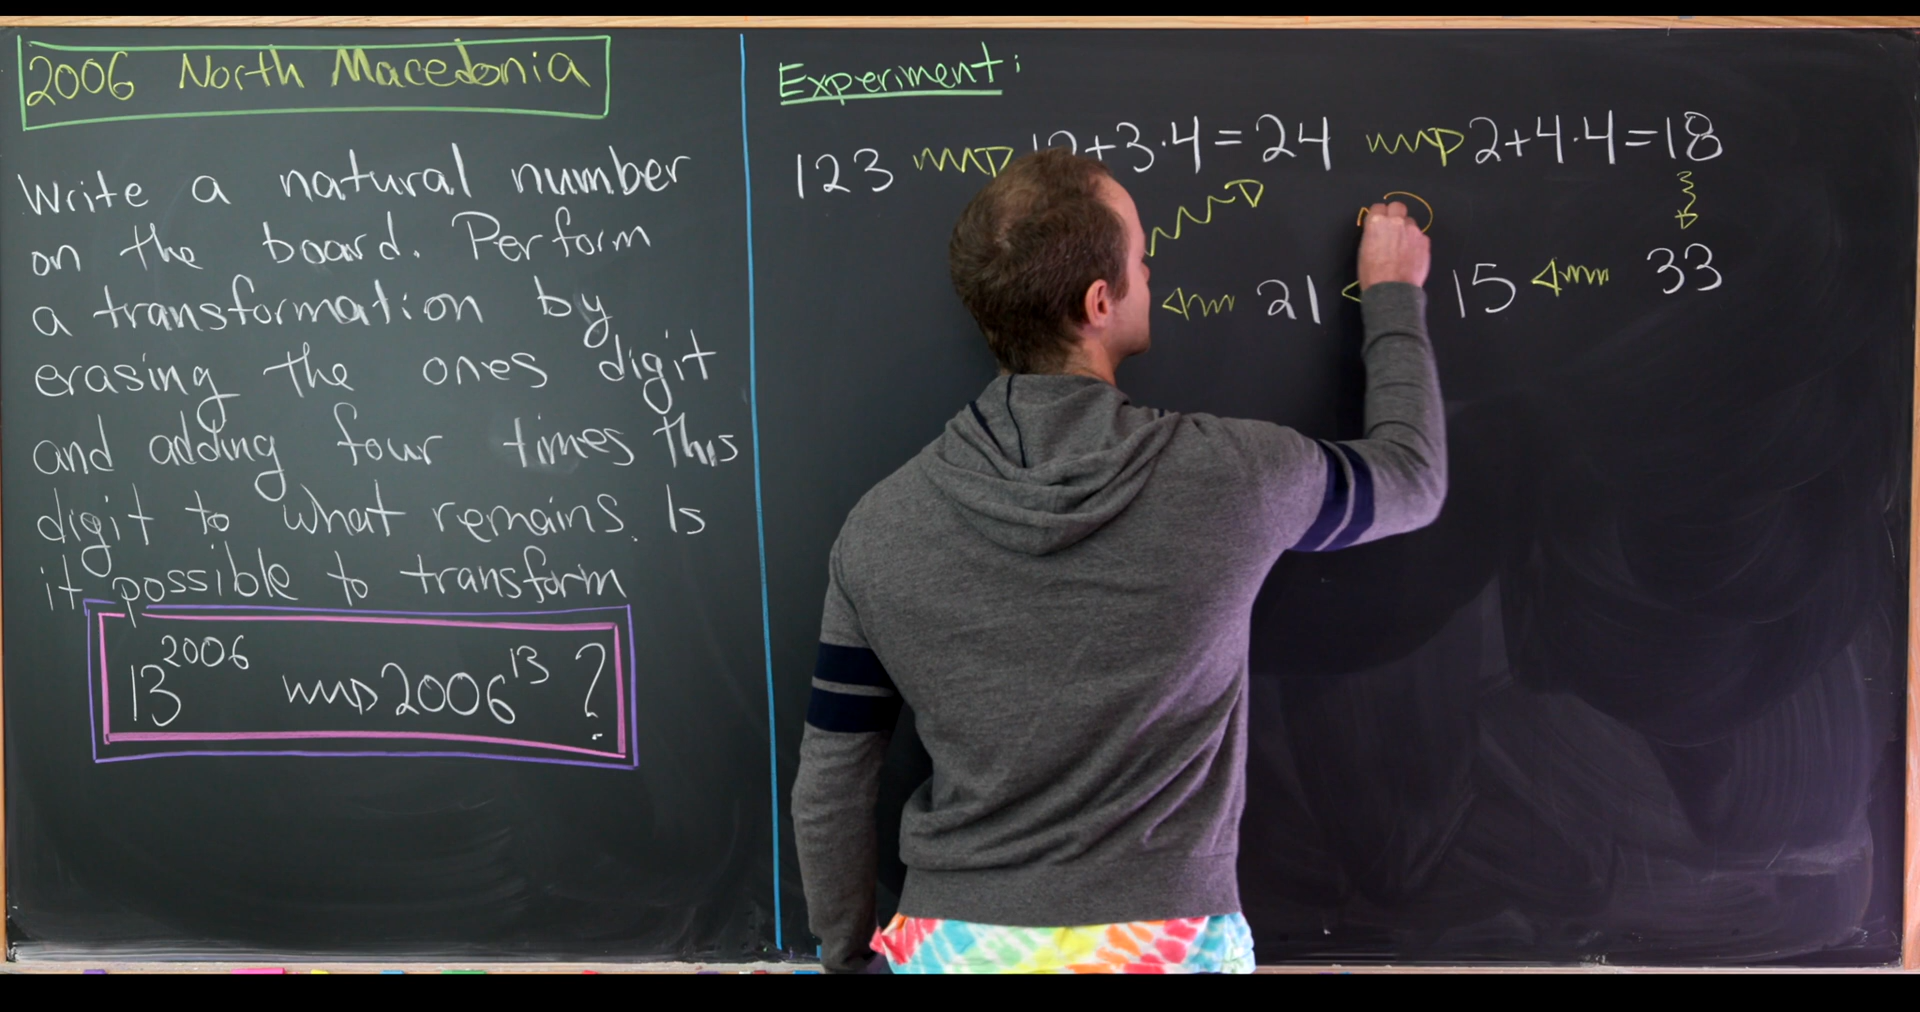 2006 North Macedonia
Write a natural number
on the board. Perform
a transformation by
erasing the ones digit
and adding four times this
digit to what remains. Is
it possible to transform
13^2006 ⇝ 2006^13 ?
Experiment:
123 ⇝ 12+3·4=24 ⇝ 2+4·4=18
21 15 33